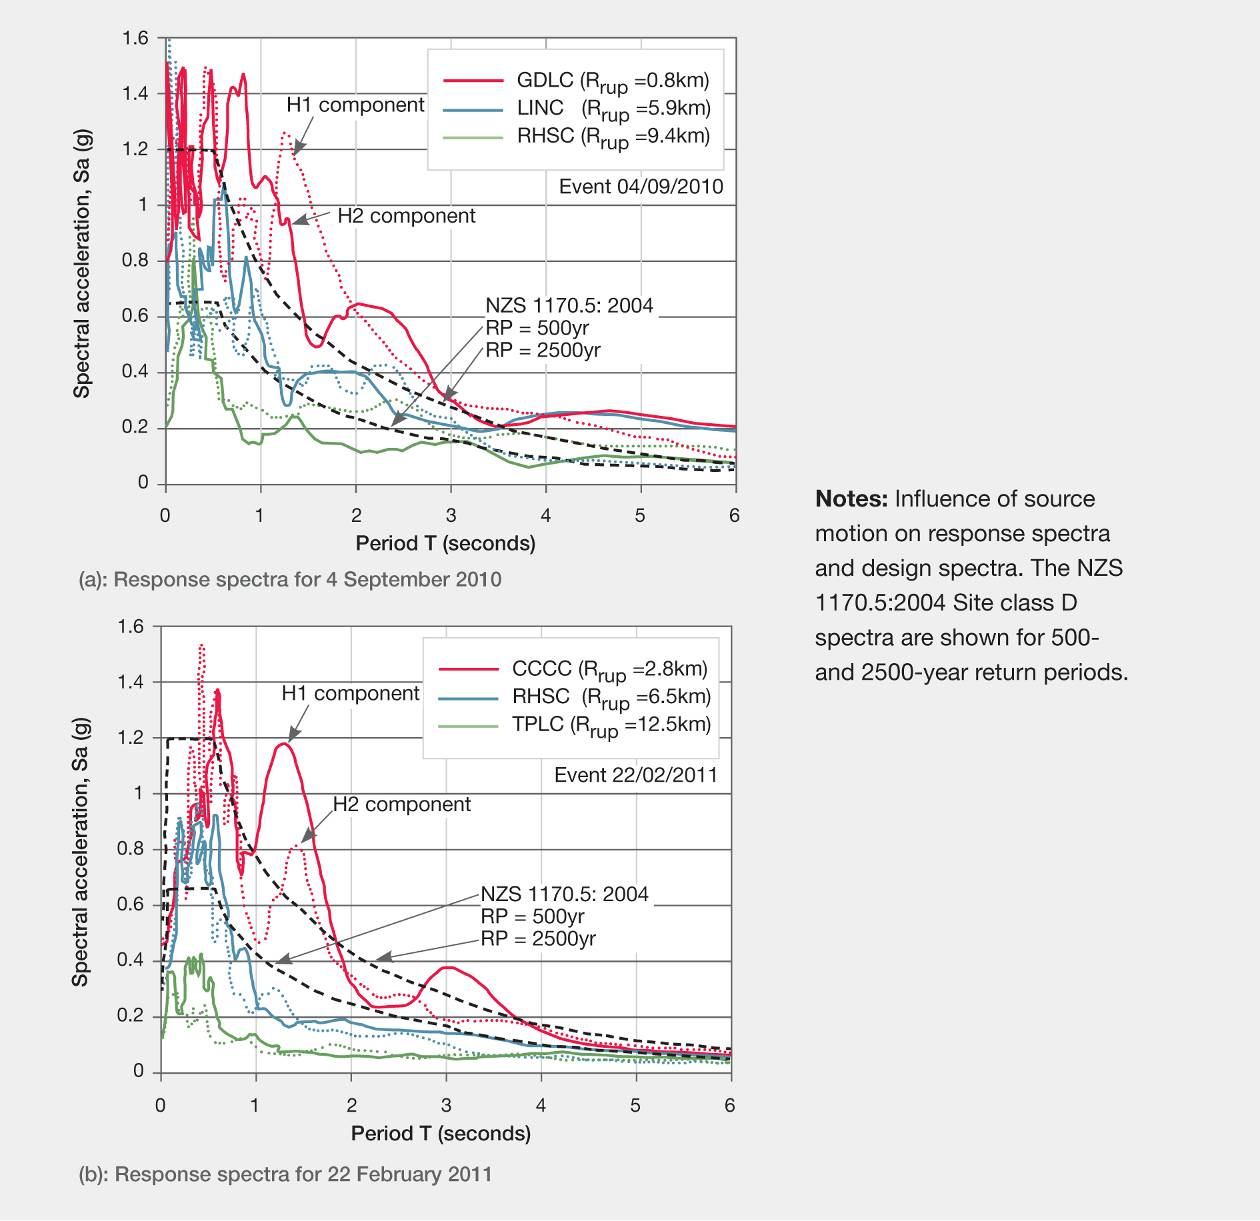 1.6
1.4
1.2
1
0.8
0.6
0.4
0.2
0
Spectral acceleration, Sa (g)
GDLC (Rrup =0.8km)
LINC (Rrup =5.9km)
RHSC (Rrup =9.4km)
H1 component
Event 04/09/2010
H2 component
NZS 1170.5: 2004
RP = 500yr
RP = 2500yr
0 1 2 3 4 5 6
Period T (seconds)
(a): Response spectra for 4 September 2010
1.6
1.4
1.2
1
0.8
0.6
0.4
0.2
0
Spectral acceleration, Sa (g)
CCCC (Rrup =2.8km)
RHSC (Rrup =6.5km)
TPLC (Rrup =12.5km)
H1 component
Event 22/02/2011
H2 component
NZS 1170.5: 2004
RP = 500yr
RP = 2500yr
0 1 2 3 4 5 6
Period T (seconds)
(b): Response spectra for 22 February 2011
Notes: Influence of source
motion on response spectra
and design spectra. The NZS
1170.5:2004 Site class D
spectra are shown for 500-
and 2500-year return periods.